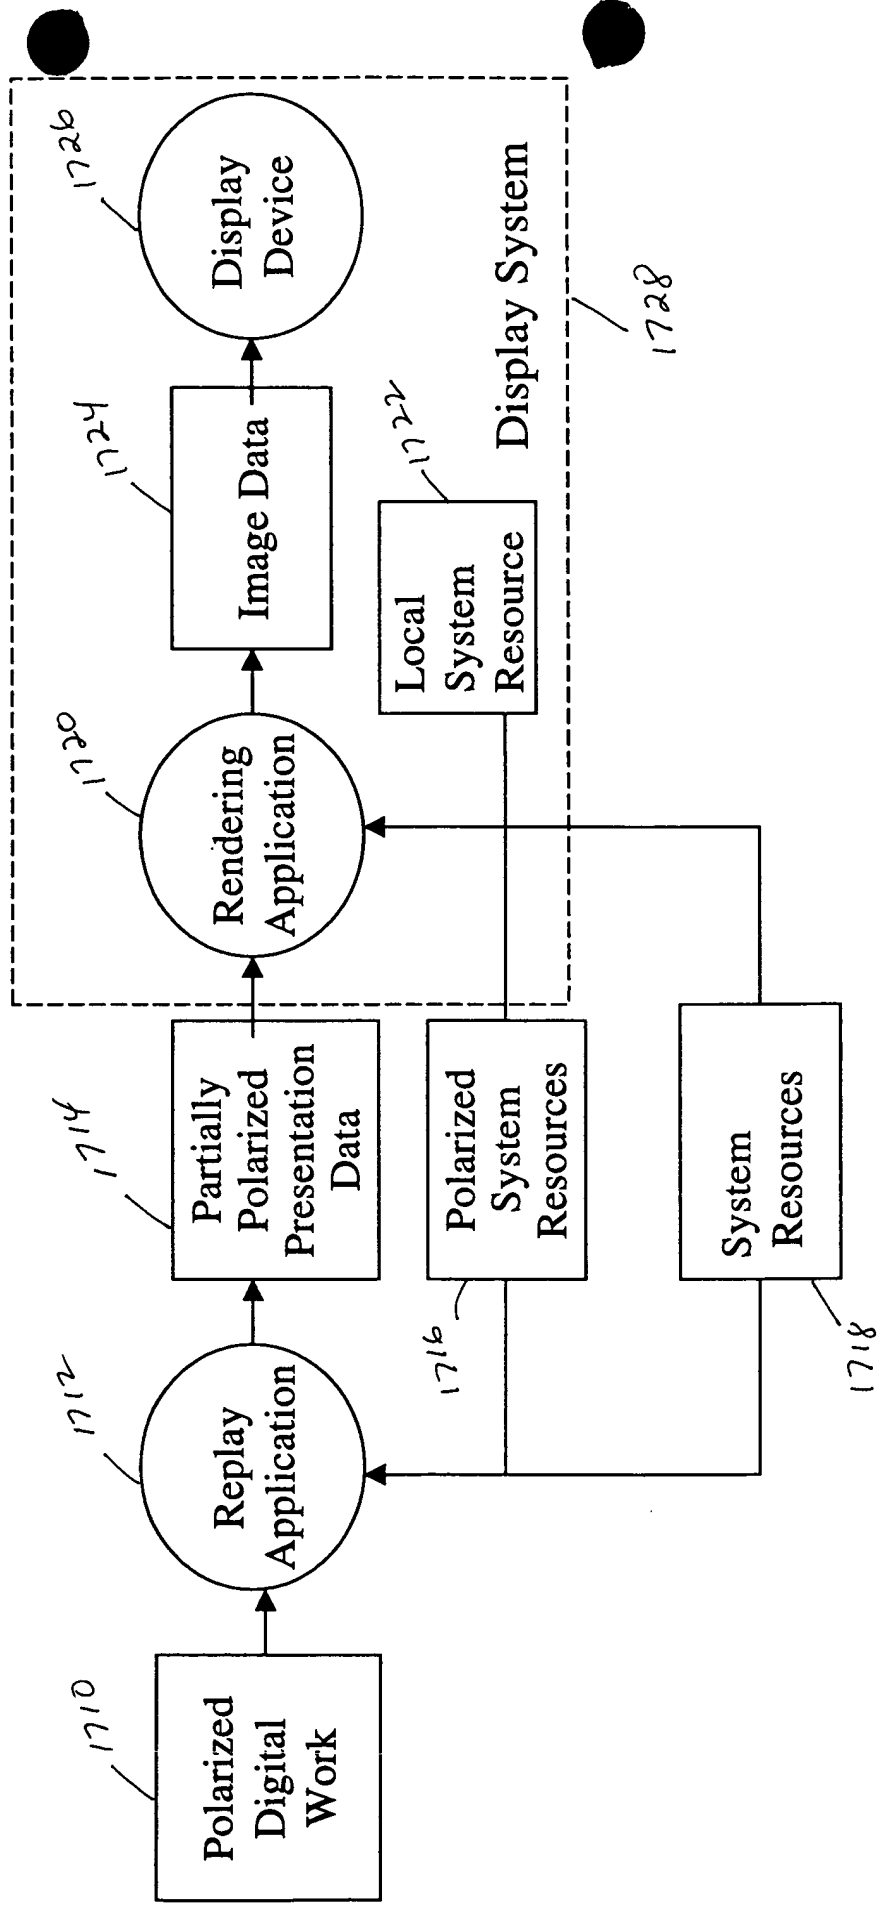 1710
Polarized
Digital
Work
1712
Replay
Application
1714
Partially
Polarized
Presentation
Data
1716
Polarized
System
Resources
1718
System
Resources
1720
Rendering
Application
1722
Local
System
Resource
1724
Image Data
1726
Display
Device
Display System
1728